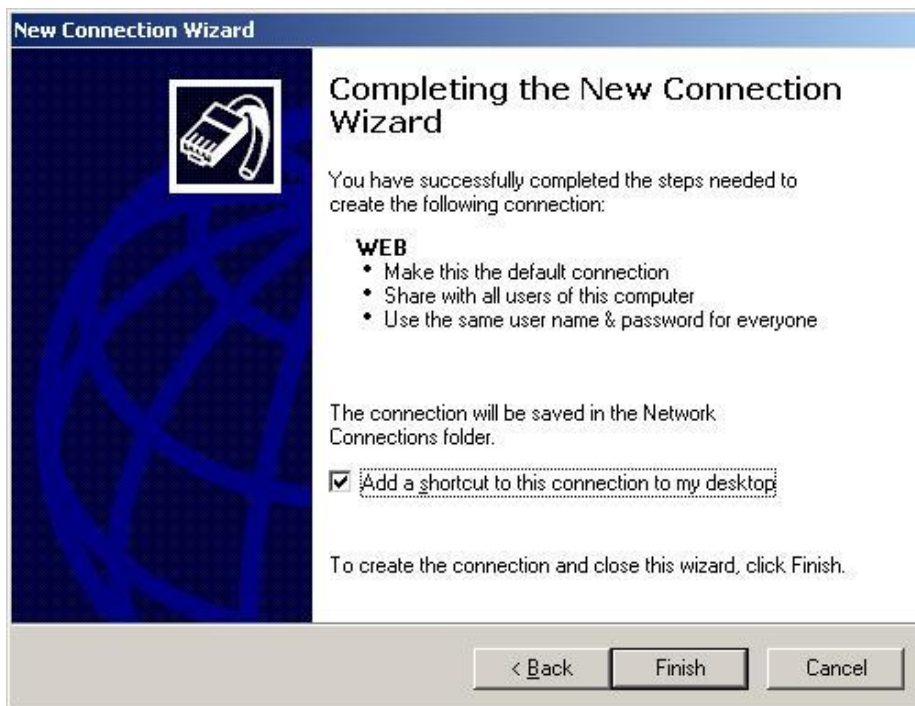 New Connection Wizard
Completing the New Connection
Wizard
You have successfully completed the steps needed to
create the following connection:
WEB
• Make this the default connection
• Share with all users of this computer
• Use the same user name & password for everyone
The connection will be saved in the Network
Connections folder.
Add a shortcut to this connection to my desktop
To create the connection and close this wizard, click Finish.
< Back
Finish
Cancel